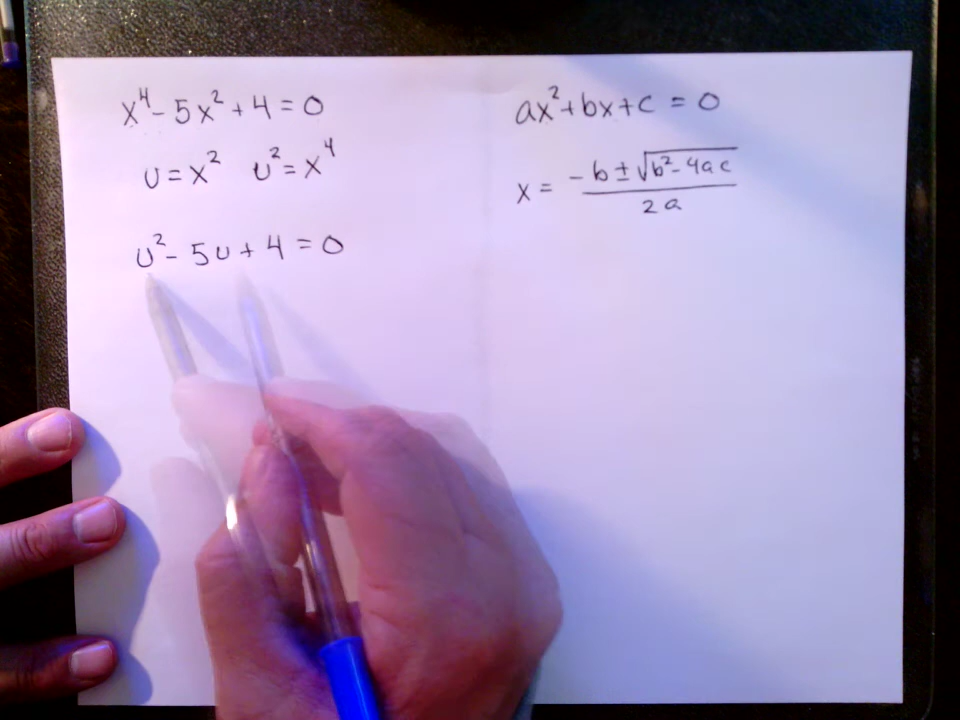 x⁴ - 5x² + 4 = 0
u = x² u² = x⁴
u² - 5u + 4 = 0
ax² + bx + c = 0
x = (-b ± √(b² - 4ac)) / 2a